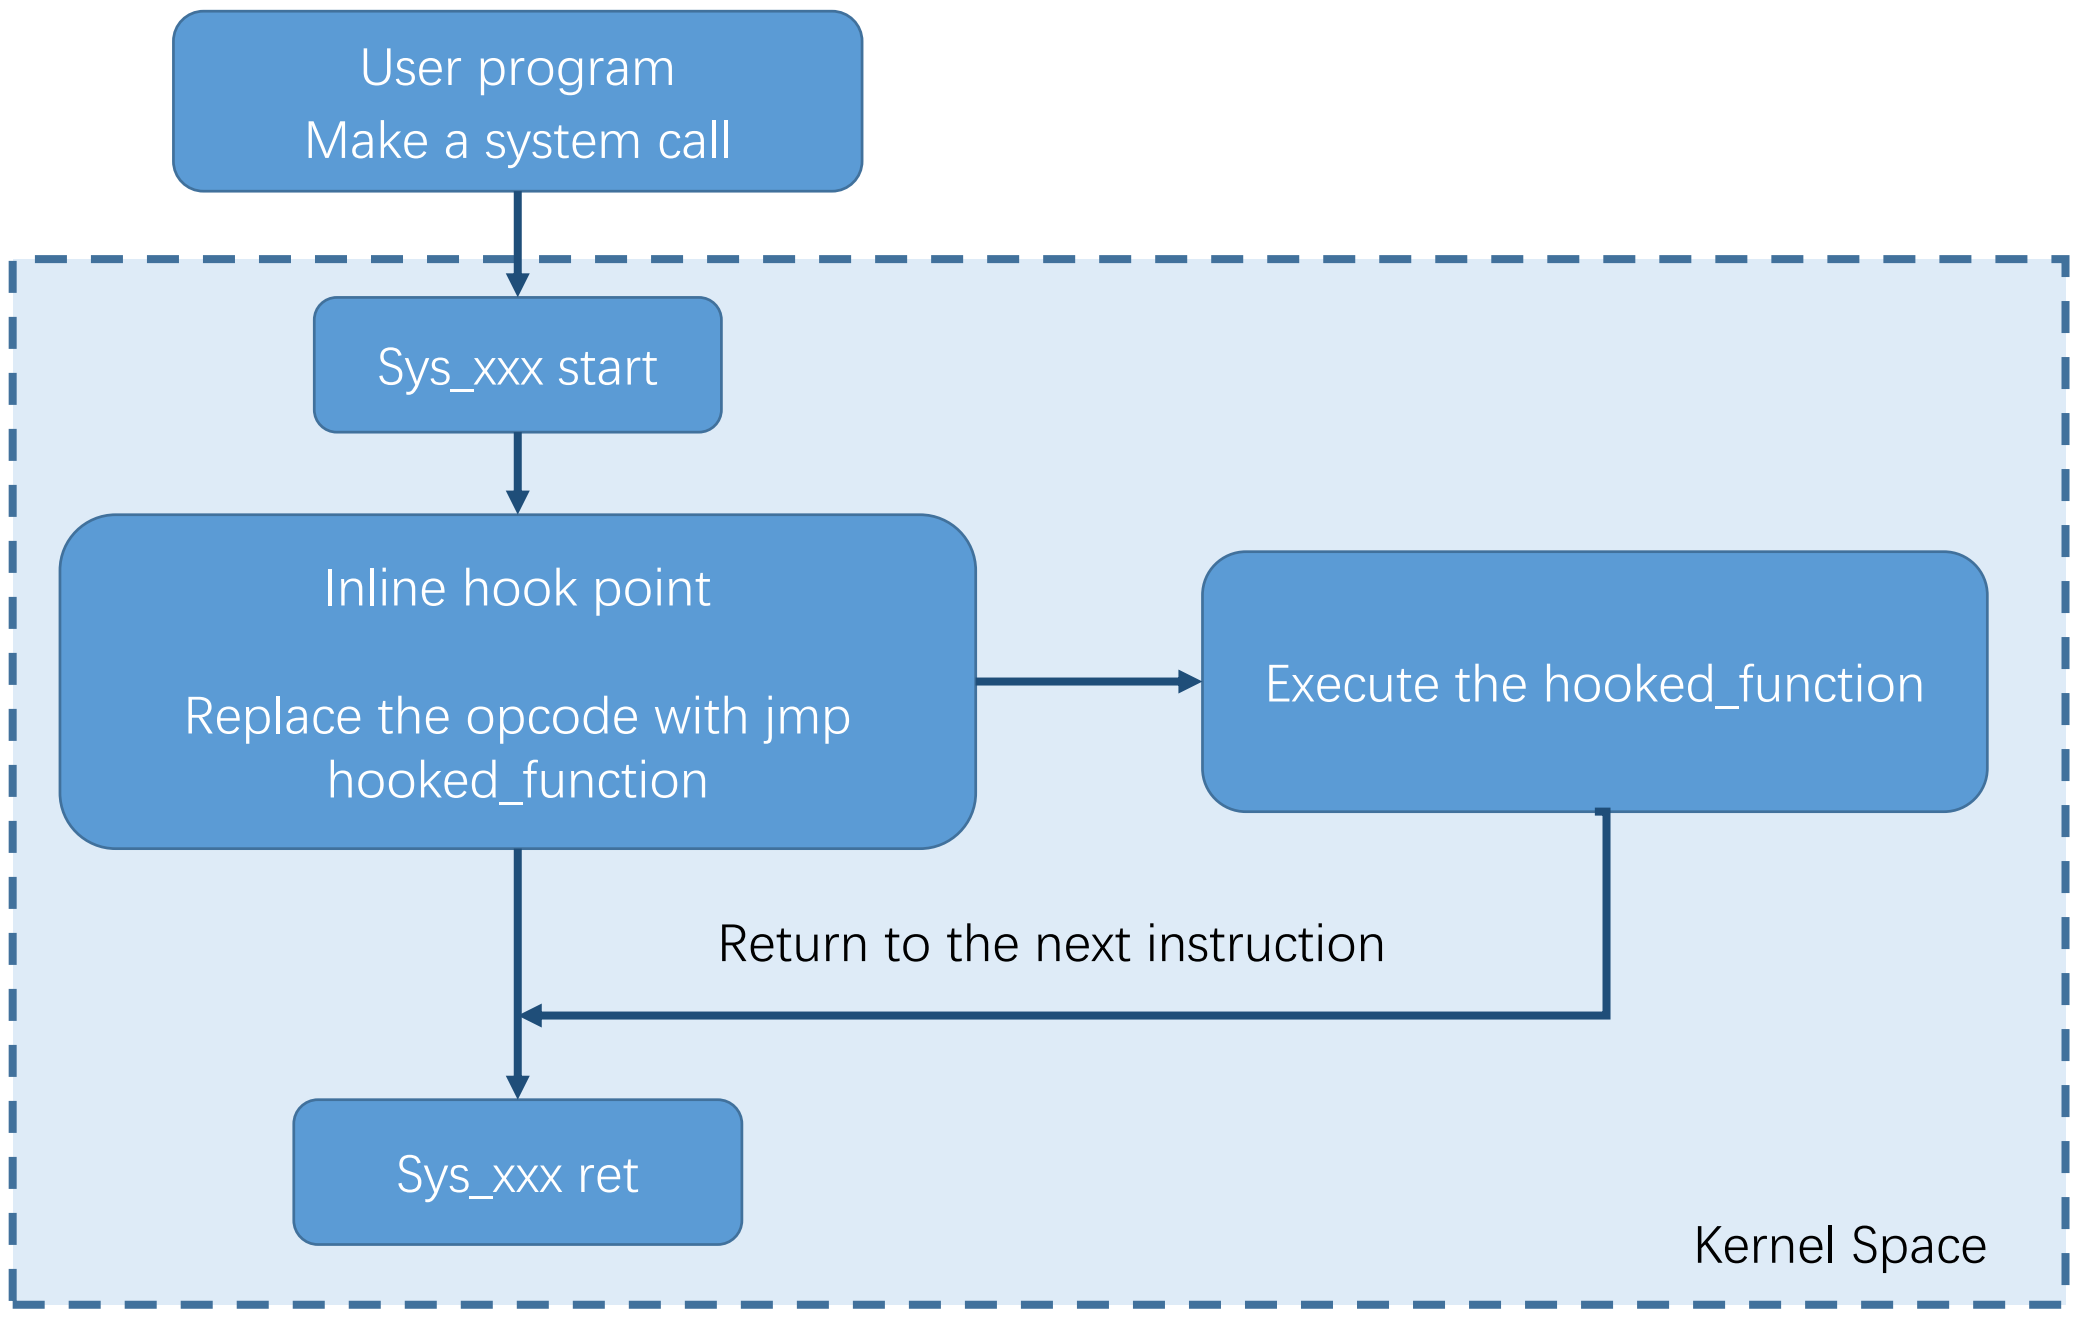 User program
Make a system call
Sys_xxx start
Inline hook point
Replace the opcode with jmp
hooked_function
Execute the hooked_function
Return to the next instruction
Sys_xxx ret
Kernel Space